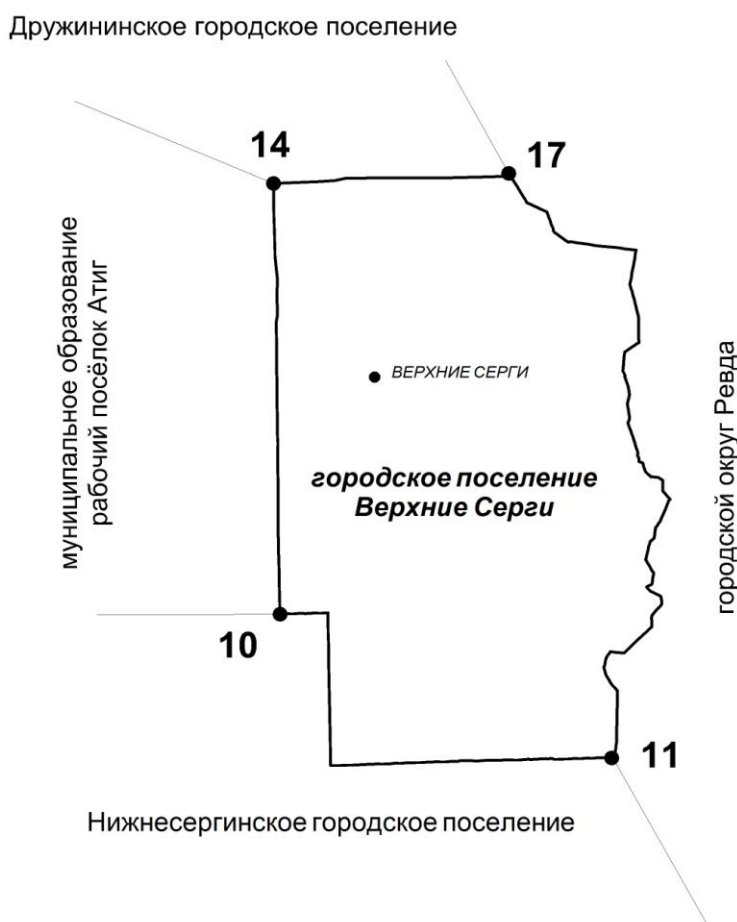 Дружининское городское поселение
14
17
муниципальное образование
рабочий посёлок Атиг
ВЕРХНИЕ СЕРГИ
городской округ Ревда
городское поселение
Верхние Серги
10
11
Нижнесергинское городское поселение